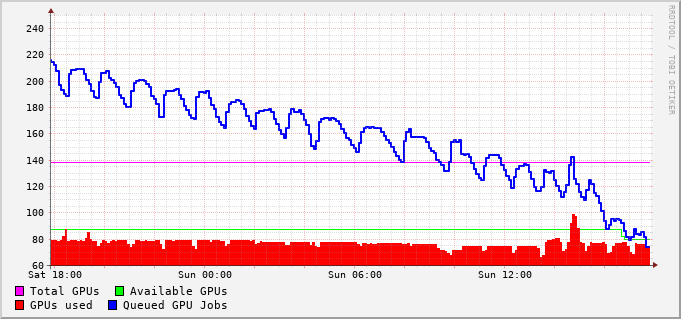 240
220
200
180
160
140
120
100
80
60
Sat 18:00 Sun 00:00 Sun 06:00 Sun 12:00
Total GPUs Available GPUs
GPUs used Queued GPU Jobs
RRDTOOL / TOBI OETIKER